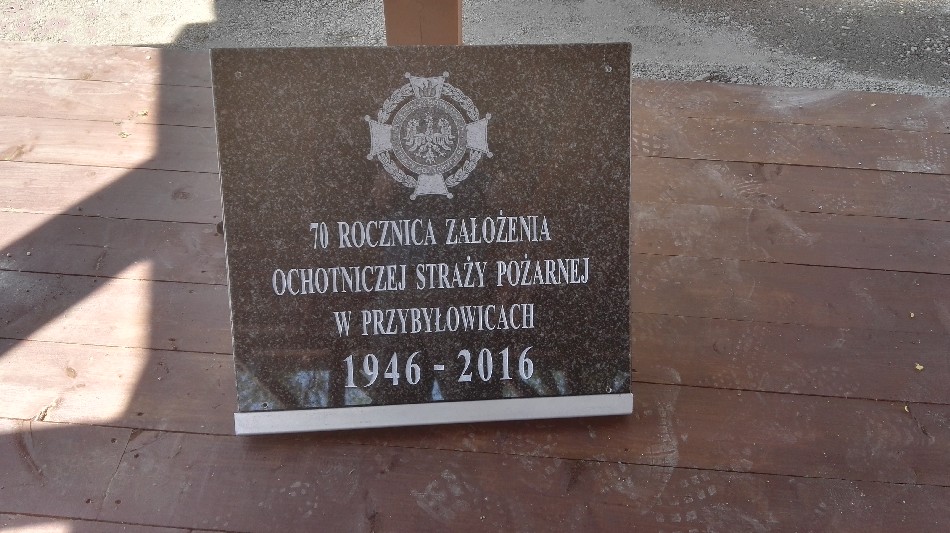 70 ROCZNICA ZAŁOŻENIA
OCHOTNICZEJ STRAŻY POŻARNEJ
W PRZYBYŁOWICACH
1946 - 2016